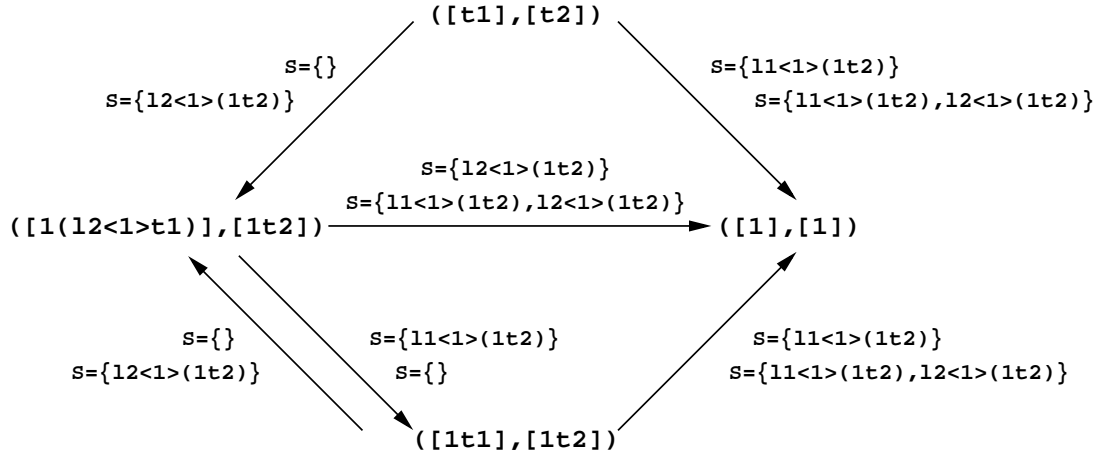 ([t1],[t2])
S={}
S={l2<1>(1t2)}
S={l1<1>(1t2)}
S={l1<1>(1t2),l2<1>(1t2)}
S={l2<1>(1t2)}
S={l1<1>(1t2),l2<1>(1t2)}
([1(l2<1>t1)],[1t2])
([1],[1])
S={}
S={l2<1>(1t2)}
S={l1<1>(1t2)}
S={}
S={l1<1>(1t2)}
S={l1<1>(1t2),l2<1>(1t2)}
([1t1],[1t2])